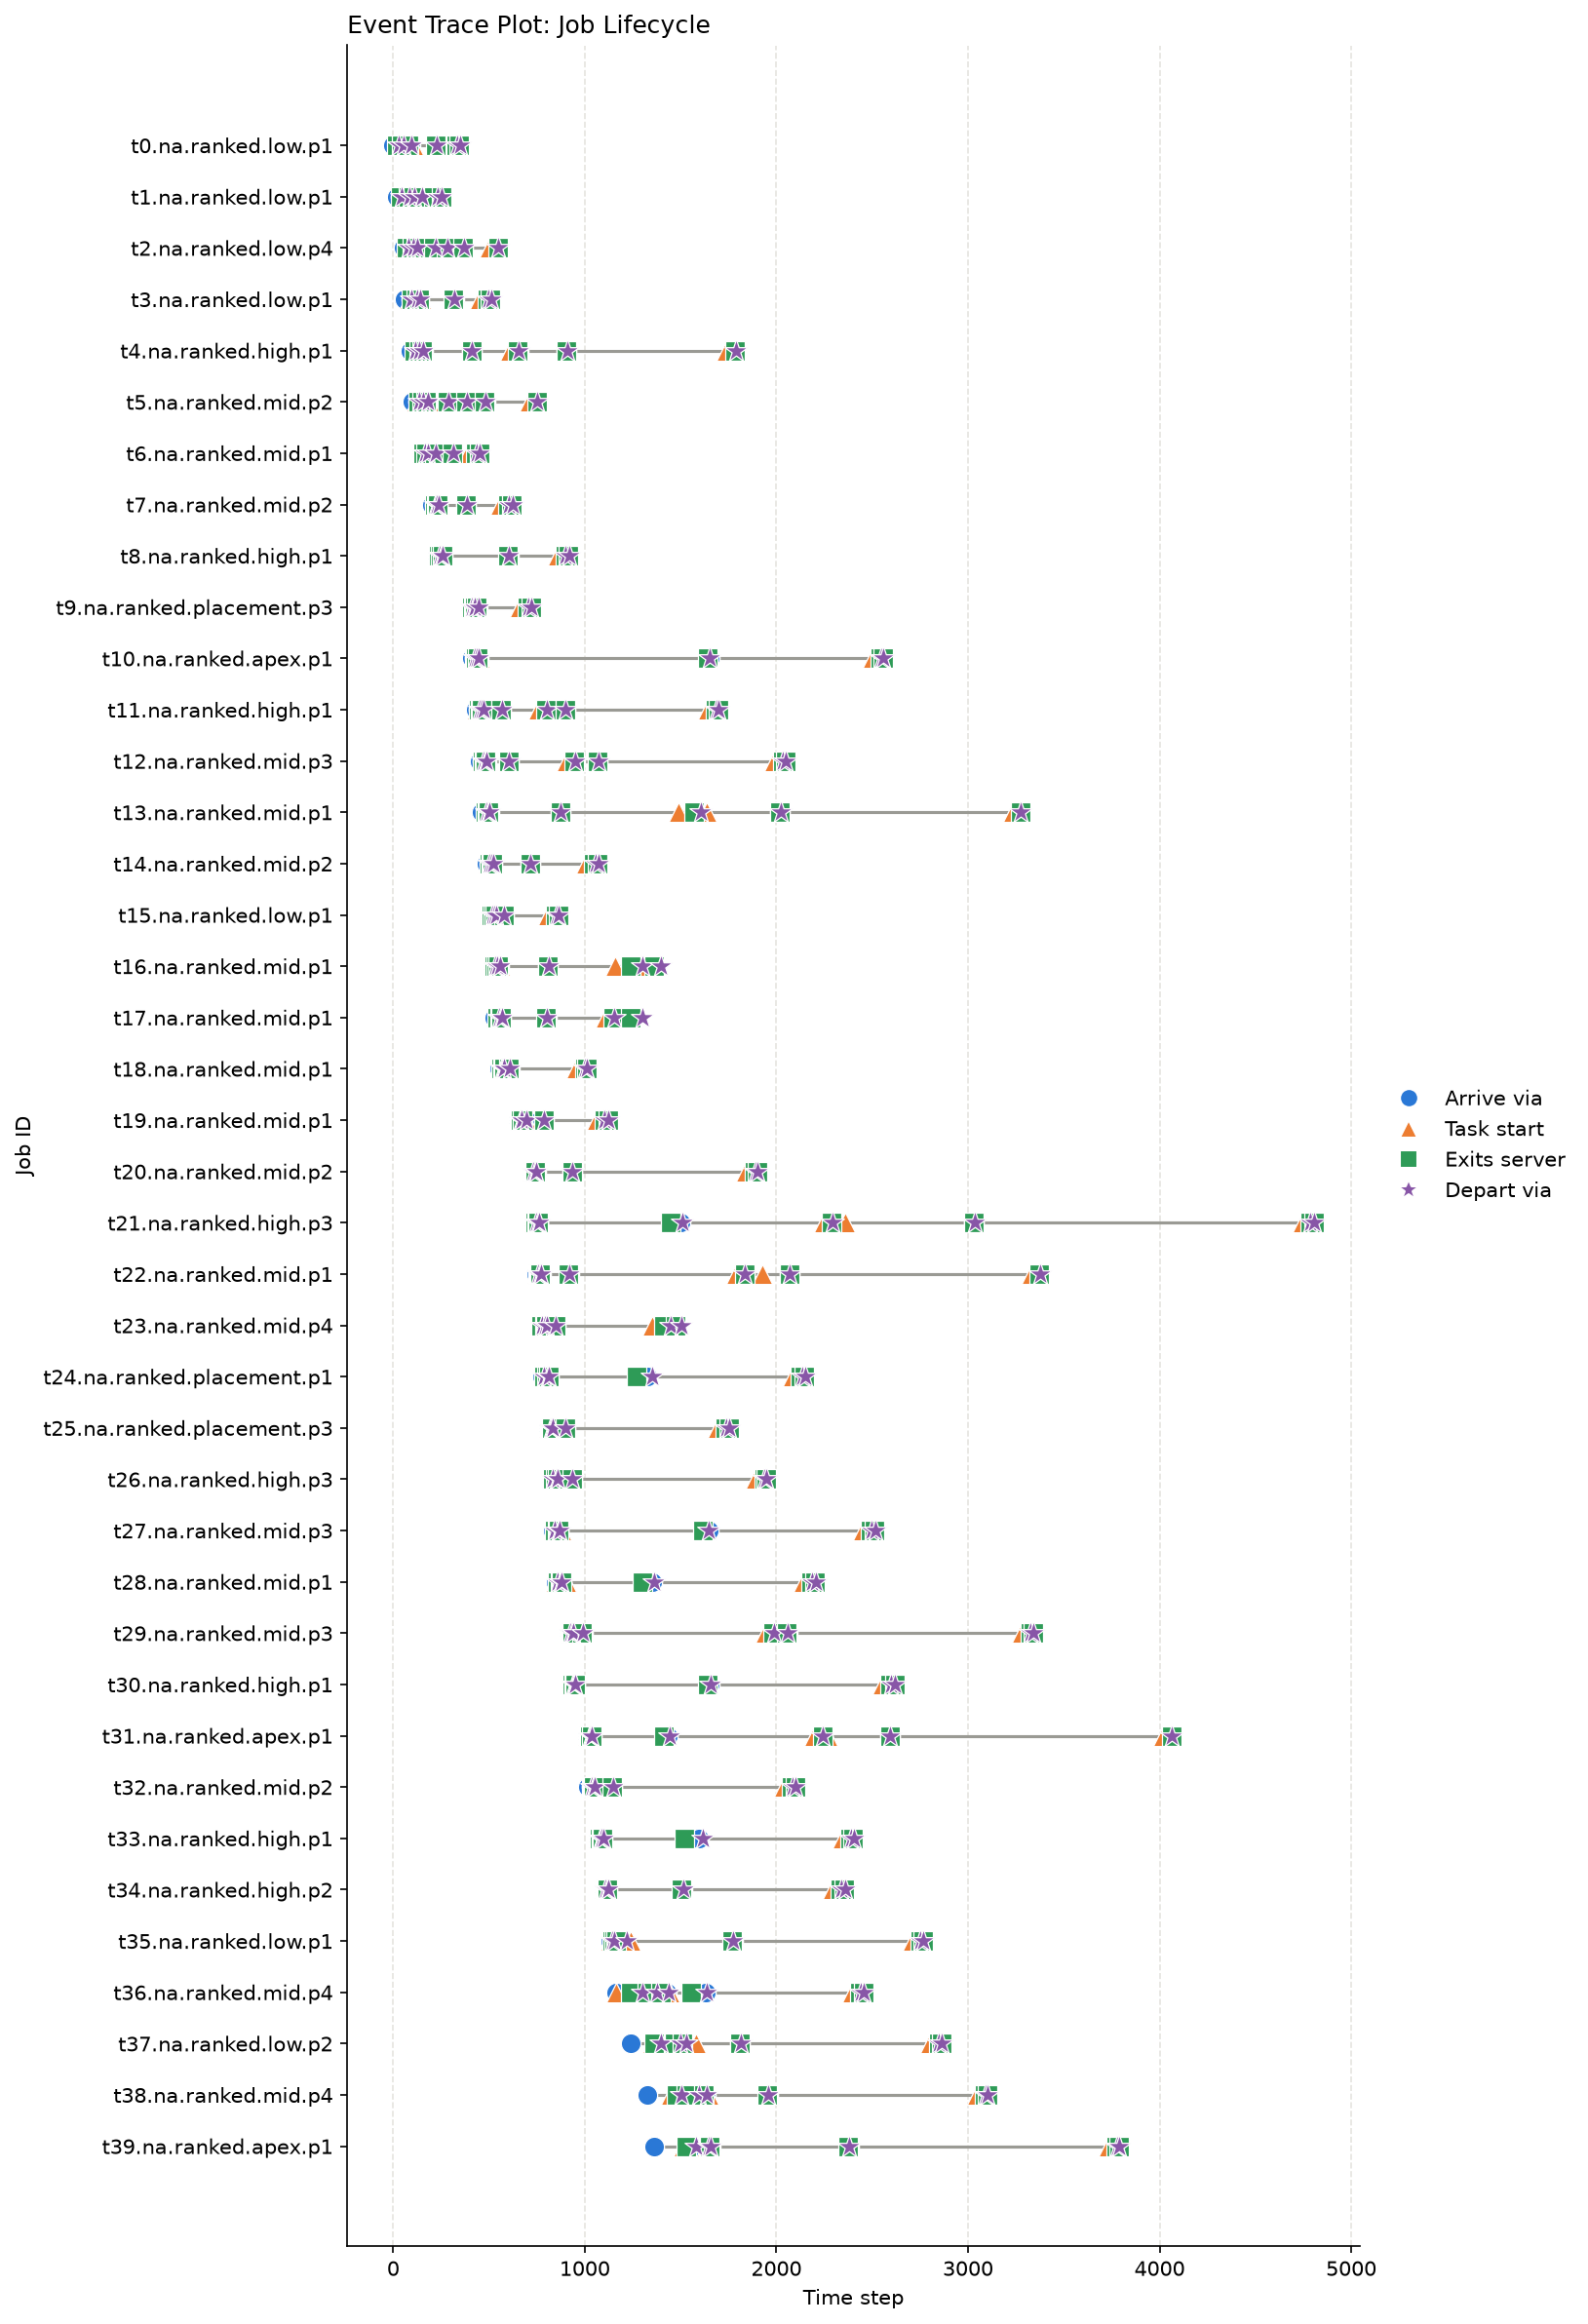 Event Trace Plot: Job Lifecycle
t0.na.ranked.low.p1
t1.na.ranked.low.p1
t2.na.ranked.low.p4
t3.na.ranked.low.p1
t4.na.ranked.high.p1
t5.na.ranked.mid.p2
t6.na.ranked.mid.p1
t7.na.ranked.mid.p2
t8.na.ranked.high.p1
t9.na.ranked.placement.p3
t10.na.ranked.apex.p1
t11.na.ranked.high.p1
t12.na.ranked.mid.p3
t13.na.ranked.mid.p1
t14.na.ranked.mid.p2
t15.na.ranked.low.p1
t16.na.ranked.mid.p1
t17.na.ranked.mid.p1
t18.na.ranked.mid.p1
t19.na.ranked.mid.p1
t20.na.ranked.mid.p2
t21.na.ranked.high.p3
t22.na.ranked.mid.p1
t23.na.ranked.mid.p4
t24.na.ranked.placement.p1
t25.na.ranked.placement.p3
t26.na.ranked.high.p3
t27.na.ranked.mid.p3
t28.na.ranked.mid.p1
t29.na.ranked.mid.p3
t30.na.ranked.high.p1
t31.na.ranked.apex.p1
t32.na.ranked.mid.p2
t33.na.ranked.high.p1
t34.na.ranked.high.p2
t35.na.ranked.low.p1
t36.na.ranked.mid.p4
t37.na.ranked.low.p2
t38.na.ranked.mid.p4
t39.na.ranked.apex.p1
Job ID
0 1000 2000 3000 4000 5000
Time step
Arrive via
Task start
Exits server
Depart via